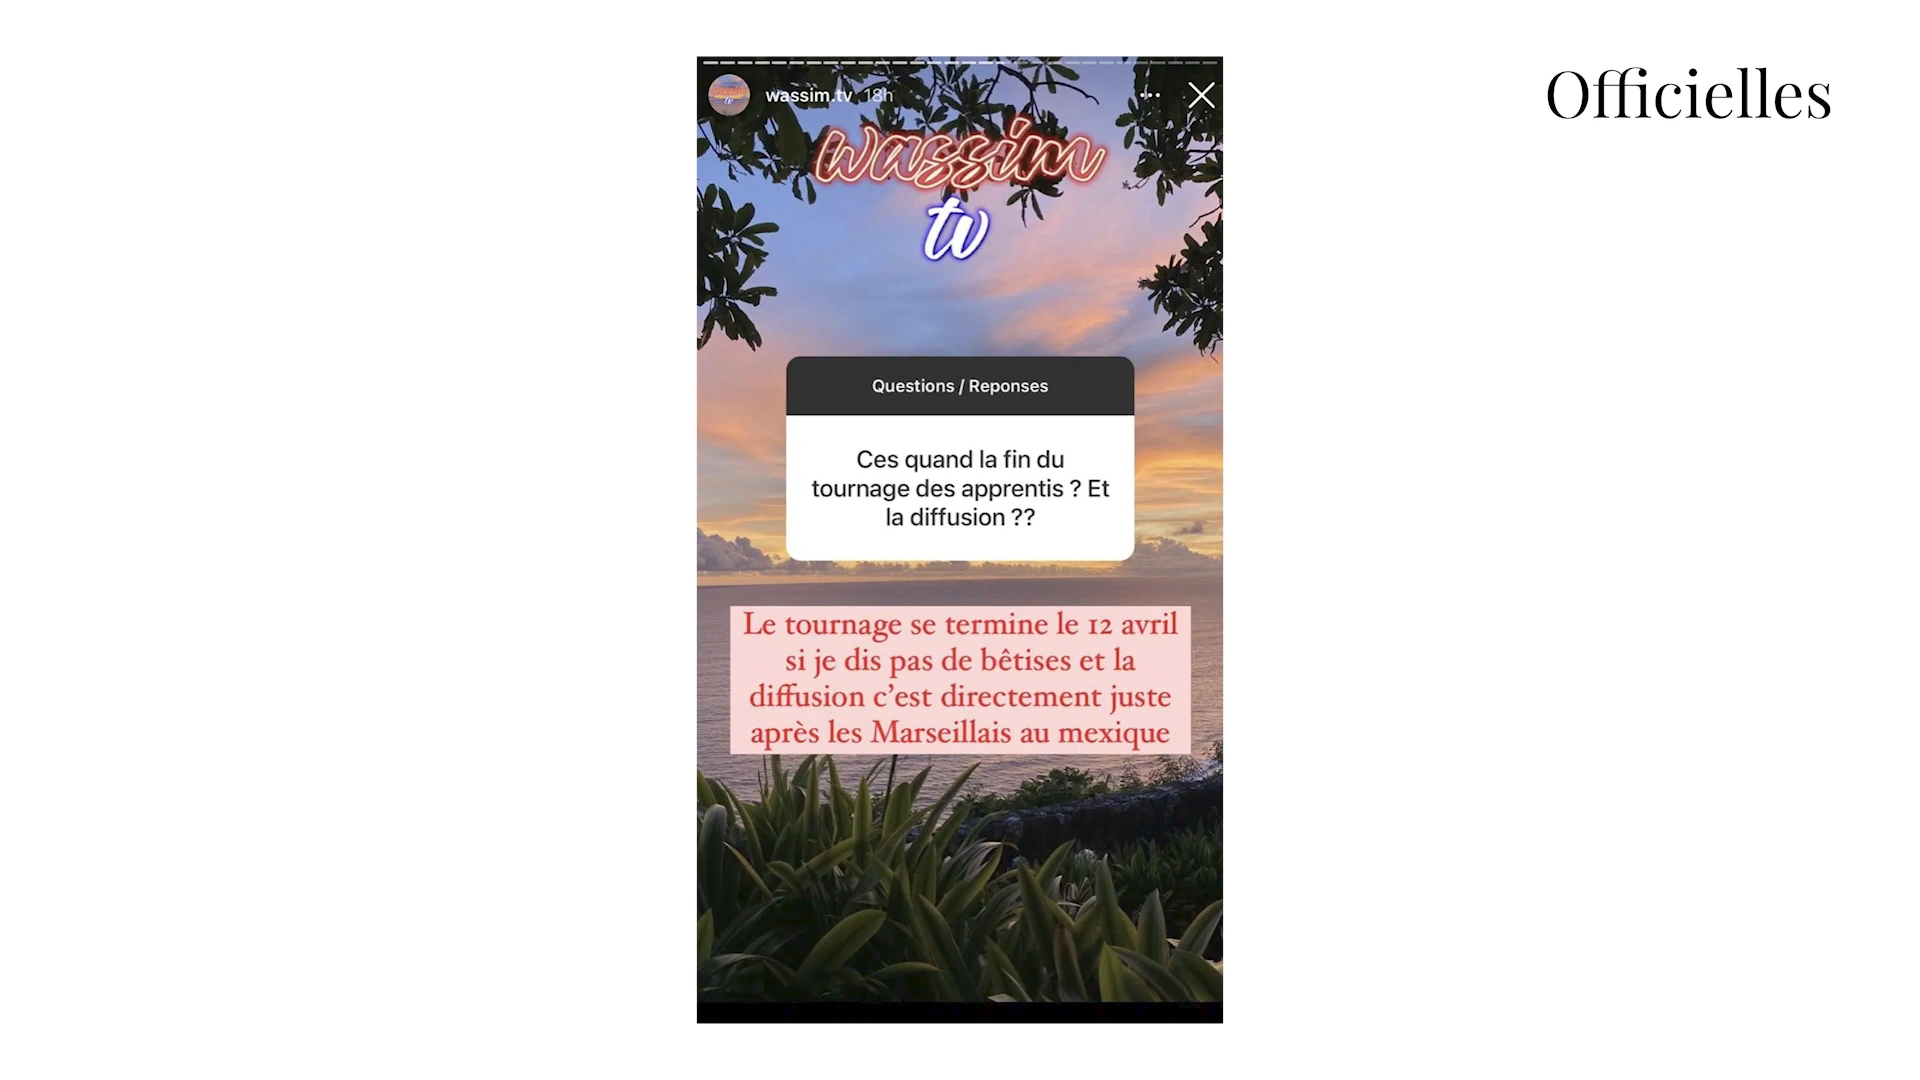 Officielles
wassim.tv 18h
wassim
tv
Questions / Reponses
Ces quand la fin du
tournage des apprentis ? Et
la diffusion ??
Le tournage se termine le 12 avril
si je dis pas de bêtises et la
diffusion c’est directement juste
après les Marseillais au mexique